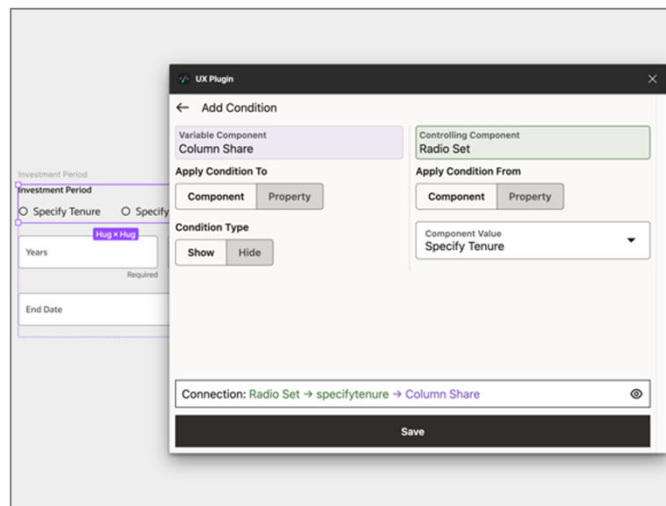 UX Plugin
Add Condition
Variable Component
Column Share
Controlling Component
Radio Set
Apply Condition To
Component Property
Apply Condition From
Component Property
Condition Type
Show Hide
Component Value
Specify Tenure
Connection: Radio Set → specifytenure → Column Share
Save
Investment Period
Investment Period
Specify Tenure Specify
Hug × Hug
Years
Required
End Date